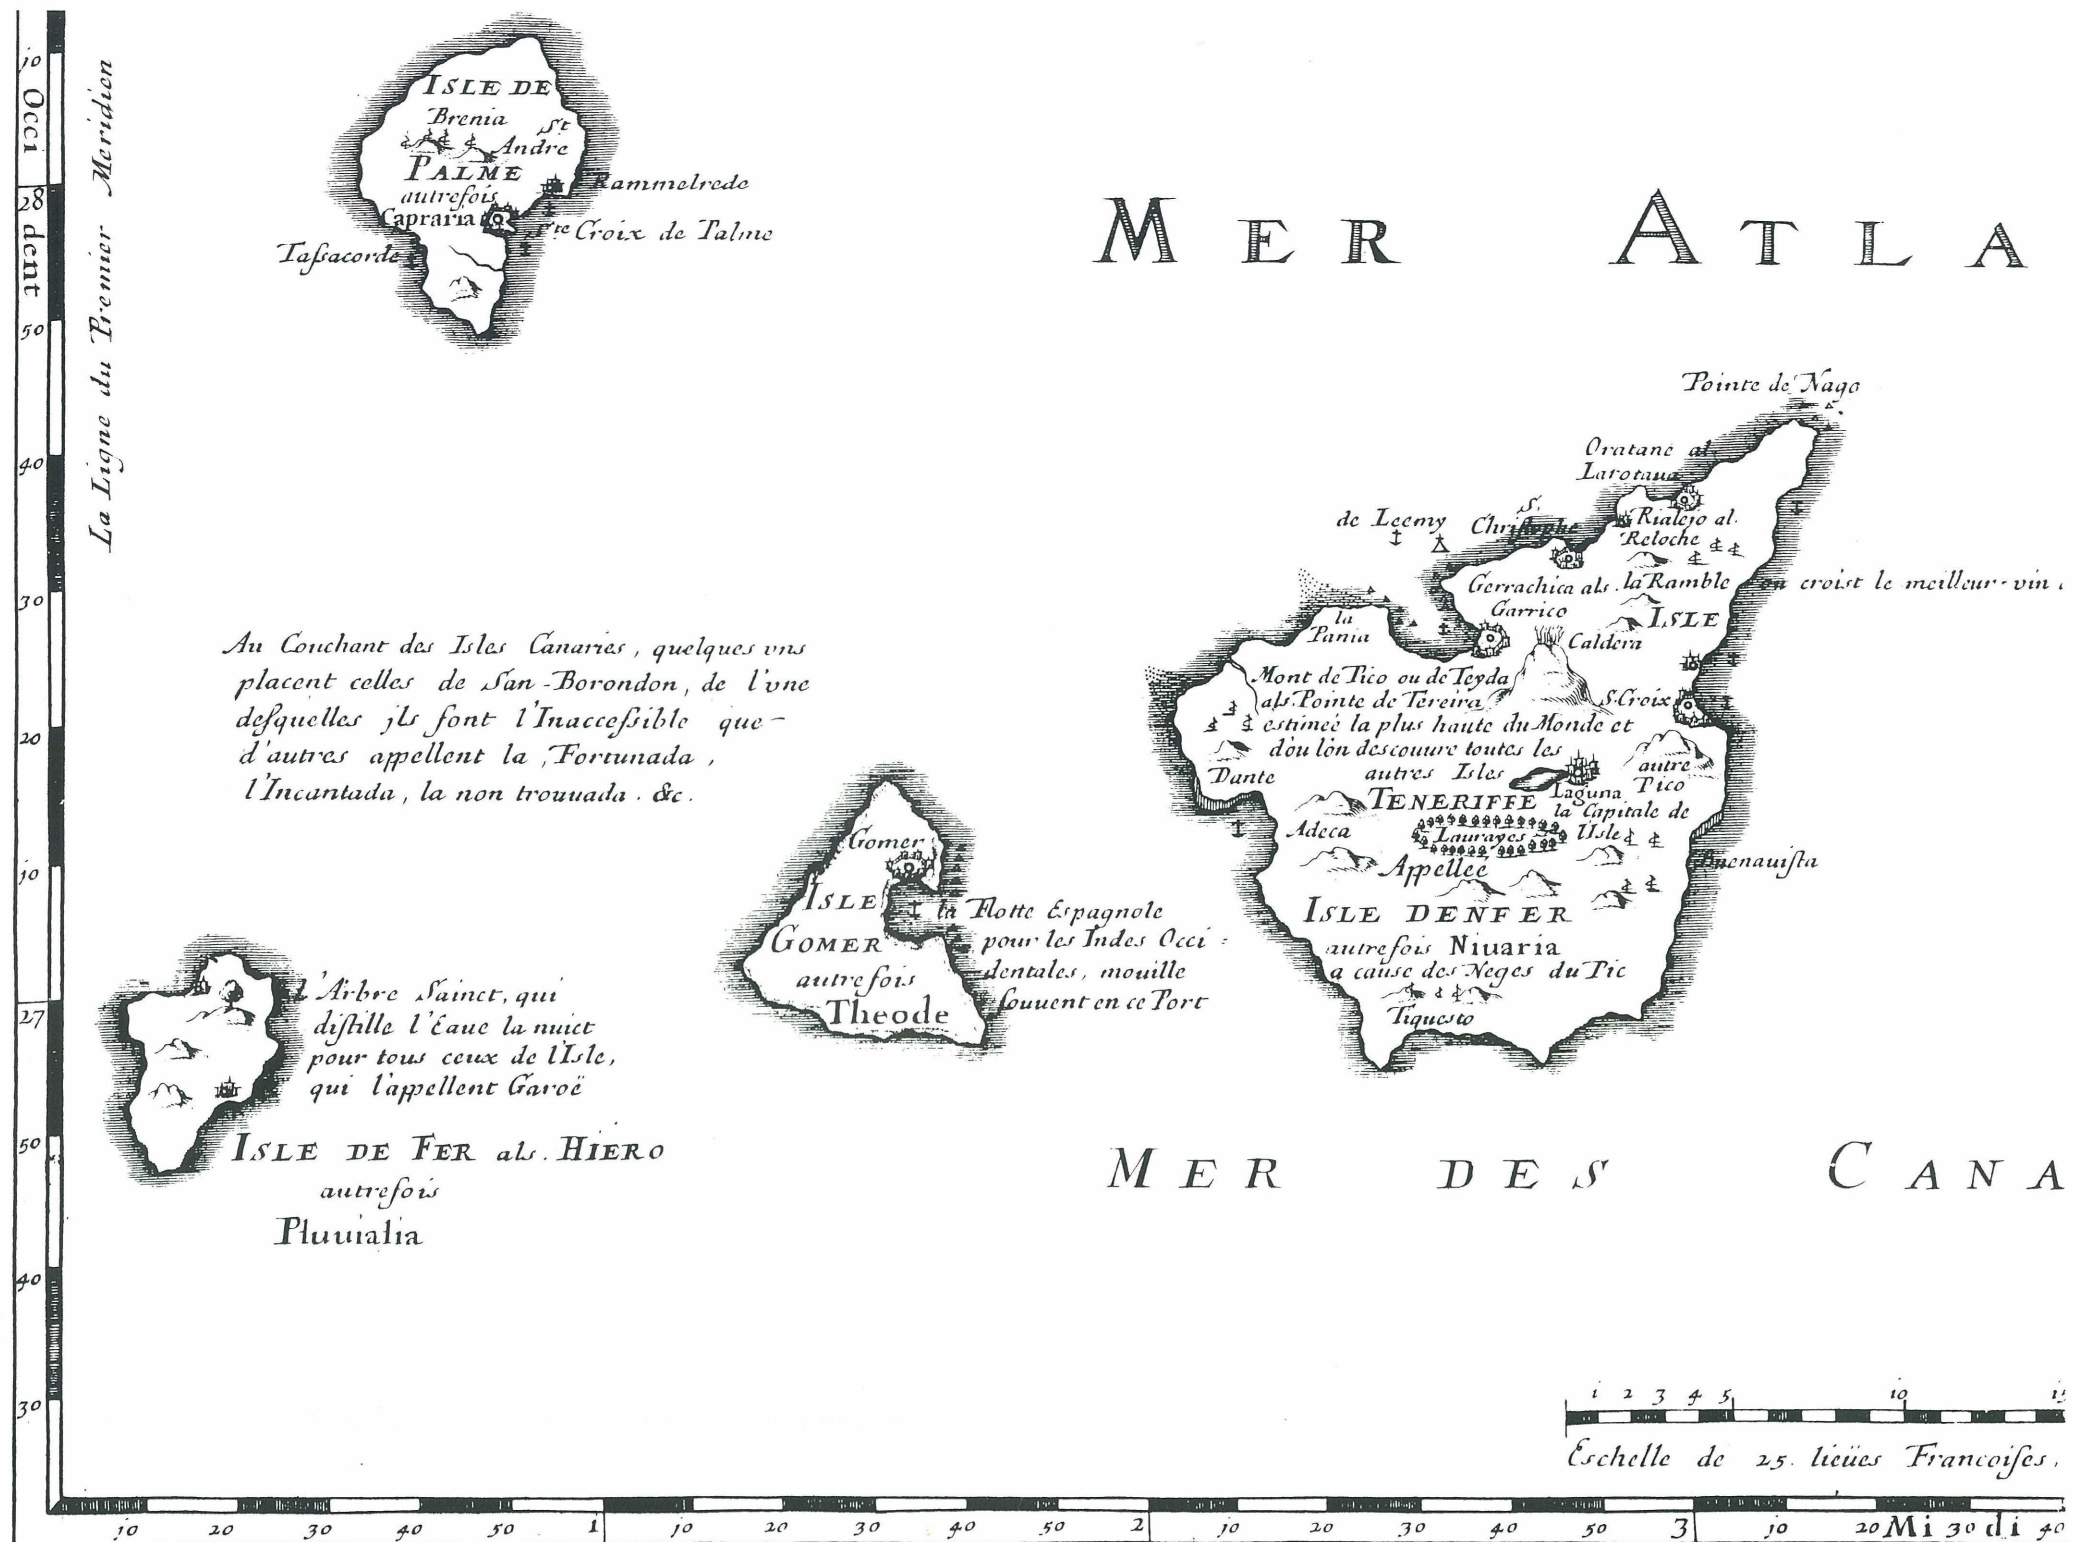 La Ligne du Premier Meridien
Occident
10
28
50
40
30
20
10
27
50
40
30
ISLE DE
Brenia
St
Andre
PALME
autrefois
Capraria
Rammelrede
Ste Croix de Palme
Taſsacorde
MER ATLA
Au Couchant des Isles Canaries, quelques vns
placent celles de San-Borondon, de l'vne
deſquelles jls font l'Inacceſsible que-
d'autres appellent la Fortunada,
l'Incantada, la non trouuada. &c.
Pointe de Nago
Oratane al.
Larotaua
de Leemy
S.
Christophe
Rialejo al.
Reloche
Gerrachica als.
Garrico
la Ramble
ou croist le meilleur vin
ISLE
la
Pania
Caldera
Mont de Pico ou de Teyda
als. Pointe de Tereira
estimeé la plus haute du Monde et
d'ou l'on descouure toutes les
autres Isles
S. Croix
Dante
autre
Pico
Laguna
la Capitale de
l'Isle
TENERIFFE
Adeca
Laurages
Appelleé
Buenauiſta
ISLE DENFER
autrefois Niuaria
a cause des Neges du Pic
Tiquesto
Gomer
ISLE
GOMER
autrefois
Theode
la Flotte Espagnole
pour les Indes Occi:
dentales, mouille
ſouuent en ce Port
l'Arbre Sainct, qui
diſtille l'Eaue la nuict
pour tous ceux de l'Isle,
qui l'appellent Garoë
ISLE DE FER als. HIERO
autrefois
Pluuialia
MER DES CANA
1 2 3 4 5 10 15
Eschelle de 25. lieües Francoiſes,
10 20 30 40 50 1 10 20 30 40 50 2 10 20 30 40 50 3 10 20 Mi 30 di 40